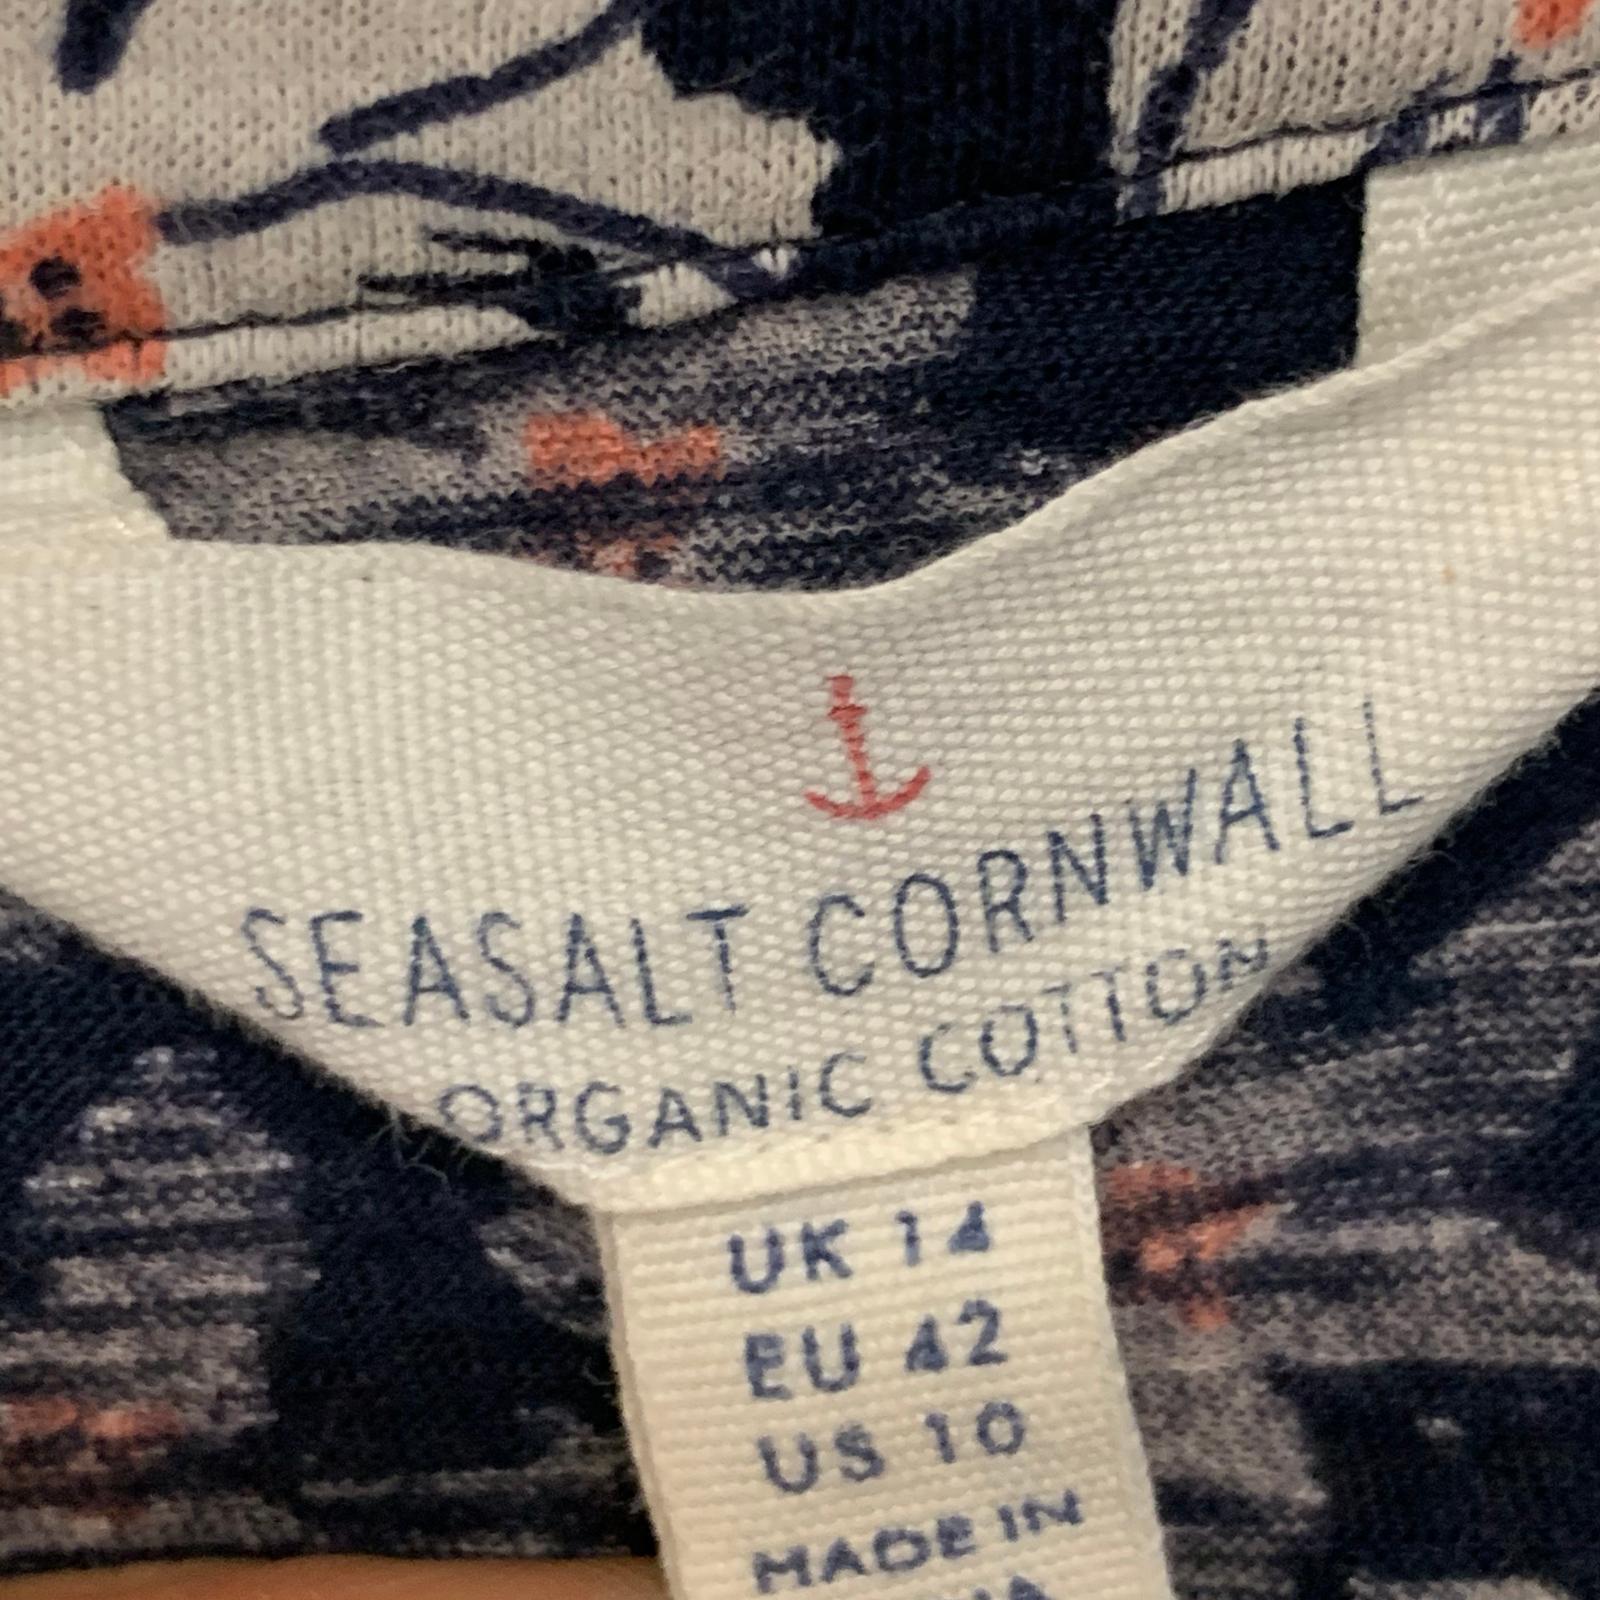 SEASALT CORNWALL
ORGANIC COTTON
UK 14
EU 42
US 10
MADE IN